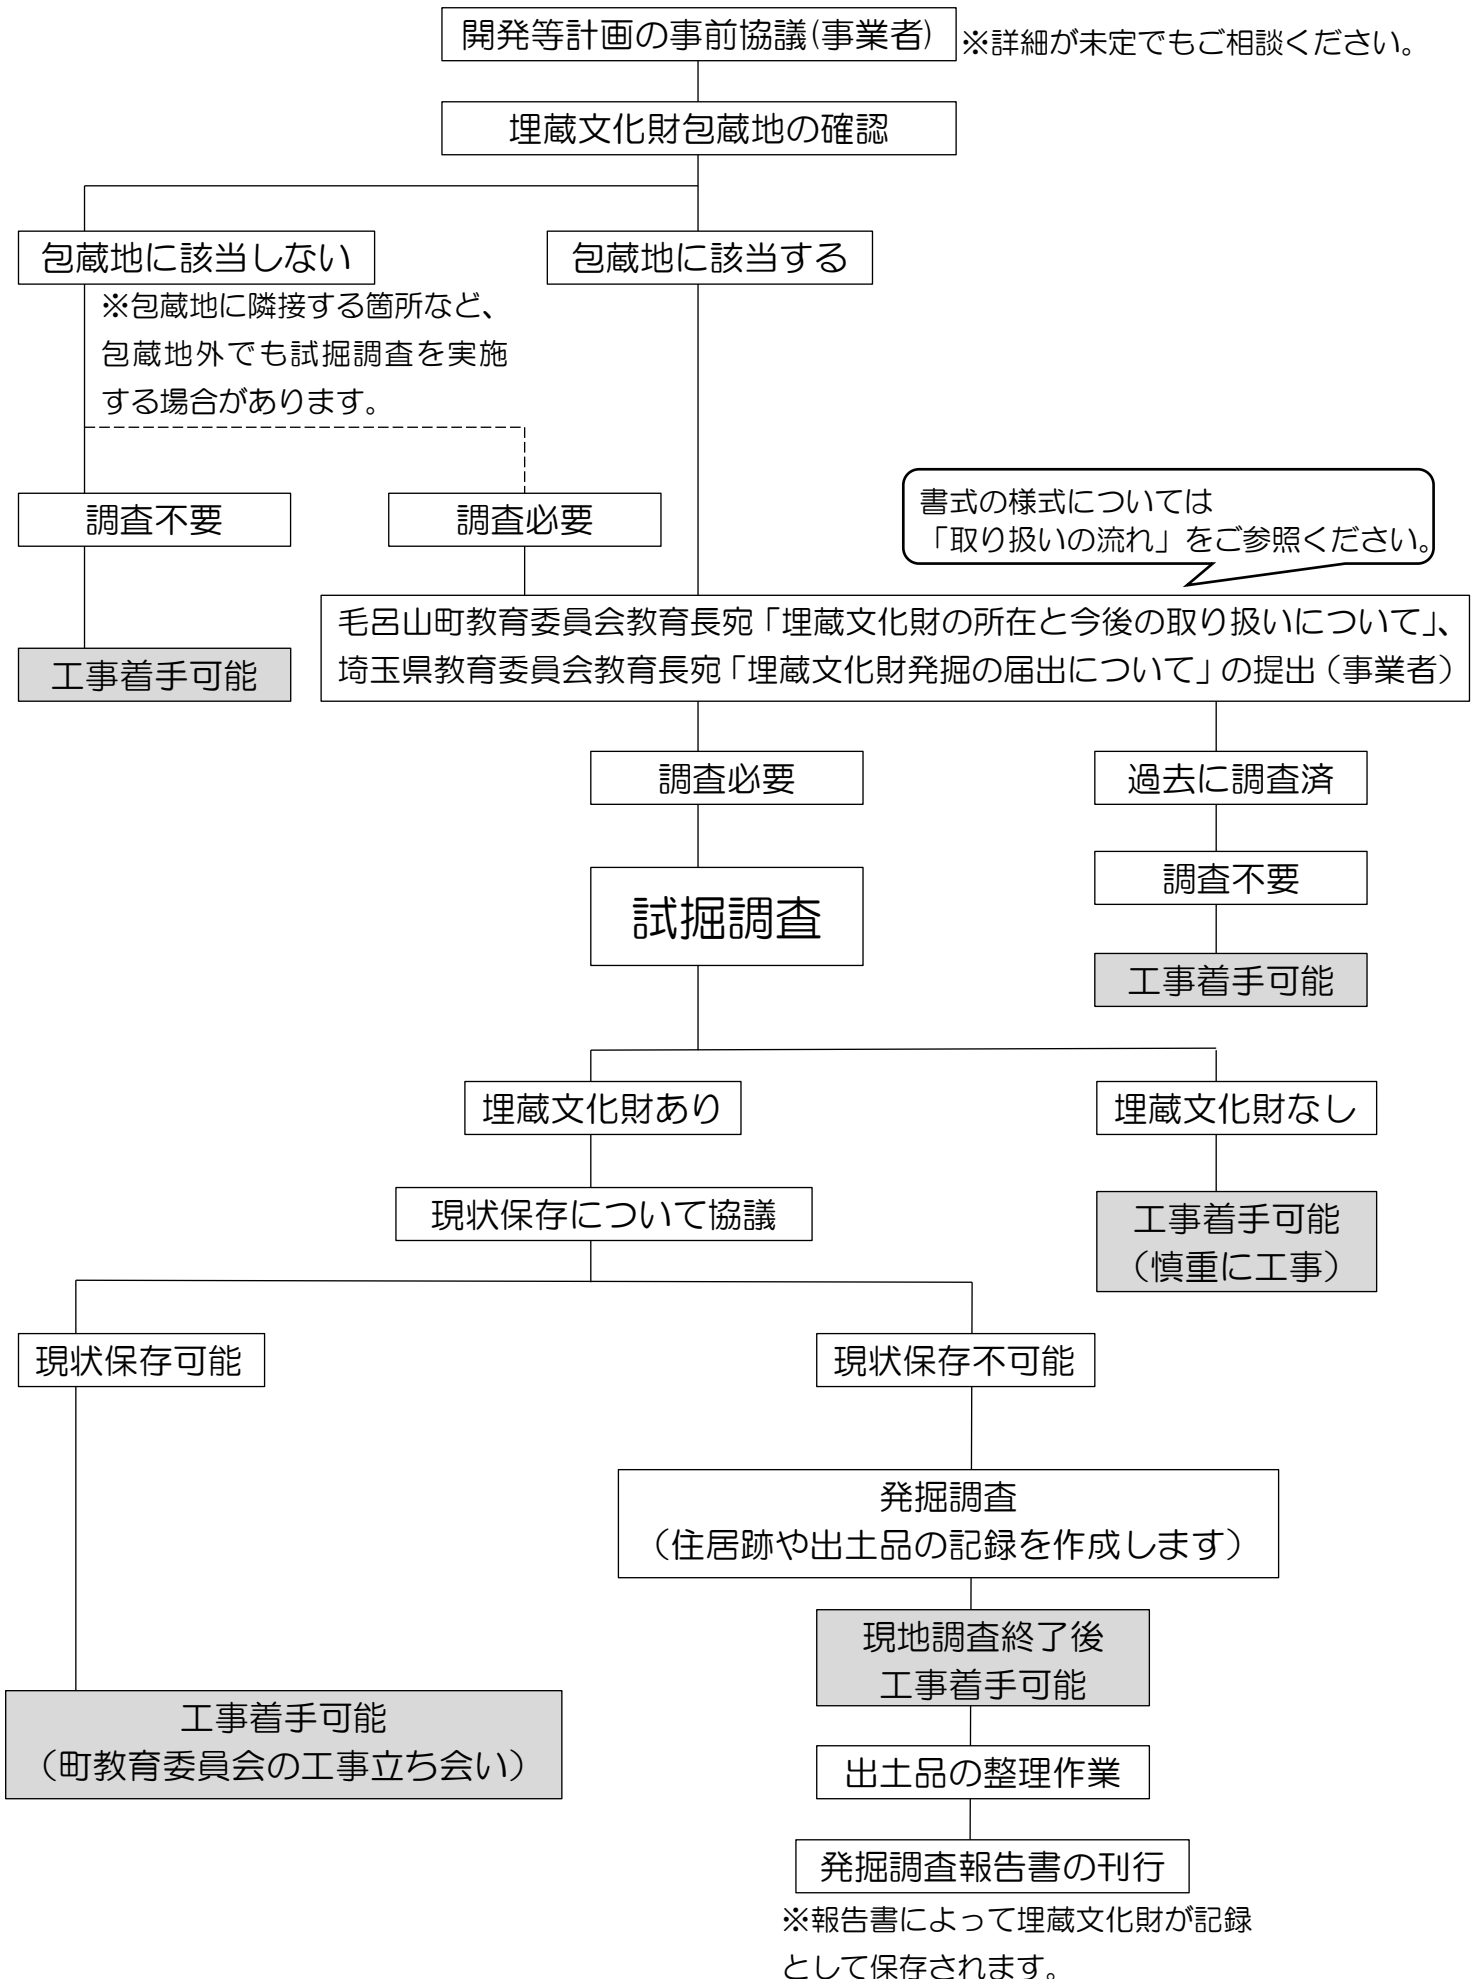 開発等計画の事前協議(事業者)
※詳細が未定でもご相談ください。
埋蔵文化財包蔵地の確認
包蔵地に該当しない
包蔵地に該当する
※包蔵地に隣接する箇所など、
包蔵地外でも試掘調査を実施
する場合があります。
調査不要
調査必要
書式の様式については
「取り扱いの流れ」をご参照ください。
工事着手可能
毛呂山町教育委員会教育長宛「埋蔵文化財の所在と今後の取り扱いについて」、
埼玉県教育委員会教育長宛「埋蔵文化財発掘の届出について」の提出（事業者）
調査必要
過去に調査済
試掘調査
調査不要
工事着手可能
埋蔵文化財あり
埋蔵文化財なし
現状保存について協議
工事着手可能
（慎重に工事）
現状保存可能
現状保存不可能
発掘調査
（住居跡や出土品の記録を作成します）
現地調査終了後
工事着手可能
工事着手可能
（町教育委員会の工事立ち会い）
出土品の整理作業
発掘調査報告書の刊行
※報告書によって埋蔵文化財が記録
として保存されます。